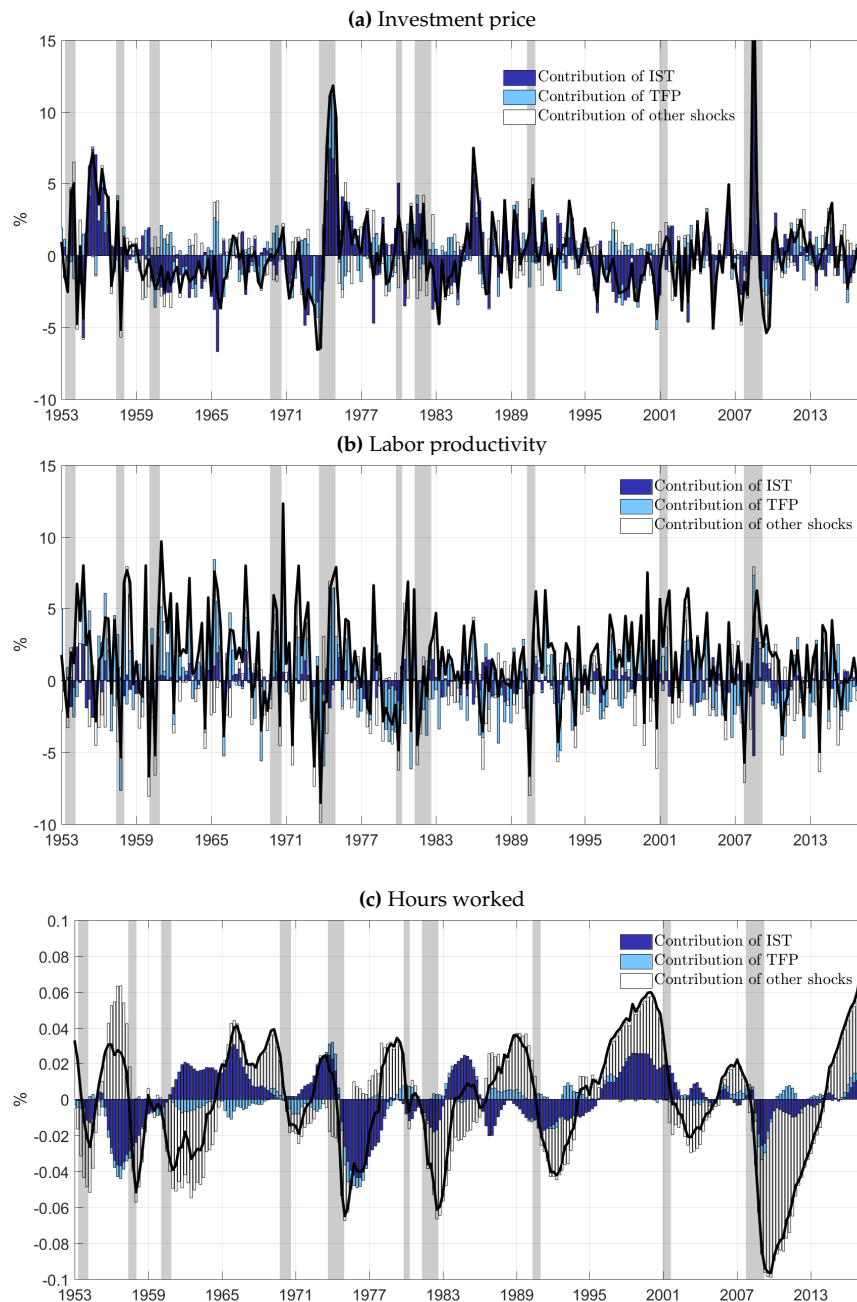 (a) Investment price
15
10
5
0
-5
-10
%
Contribution of IST
Contribution of TFP
Contribution of other shocks
1953 1959 1965 1971 1977 1983 1989 1995 2001 2007 2013
(b) Labor productivity
15
10
5
0
-5
-10
%
Contribution of IST
Contribution of TFP
Contribution of other shocks
1953 1959 1965 1971 1977 1983 1989 1995 2001 2007 2013
(c) Hours worked
0.1
0.08
0.06
0.04
0.02
0
-0.02
-0.04
-0.06
-0.08
-0.1
%
Contribution of IST
Contribution of TFP
Contribution of other shocks
1953 1959 1965 1971 1977 1983 1989 1995 2001 2007 2013